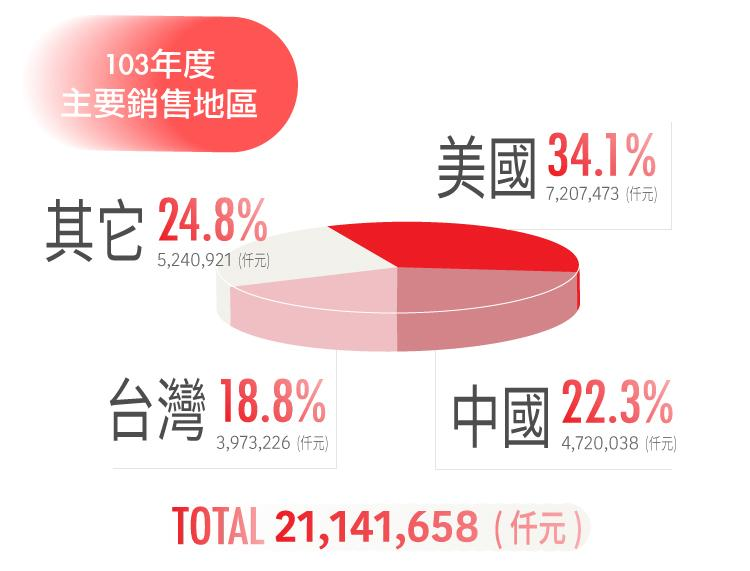 103年度
主要銷售地區
美國 34.1%
7,207,473 (仟元)
其它 24.8%
5,240,921 (仟元)
台灣 18.8%
3,973,226 (仟元)
中國 22.3%
4,720,038 (仟元)
TOTAL 21,141,658 (仟元)